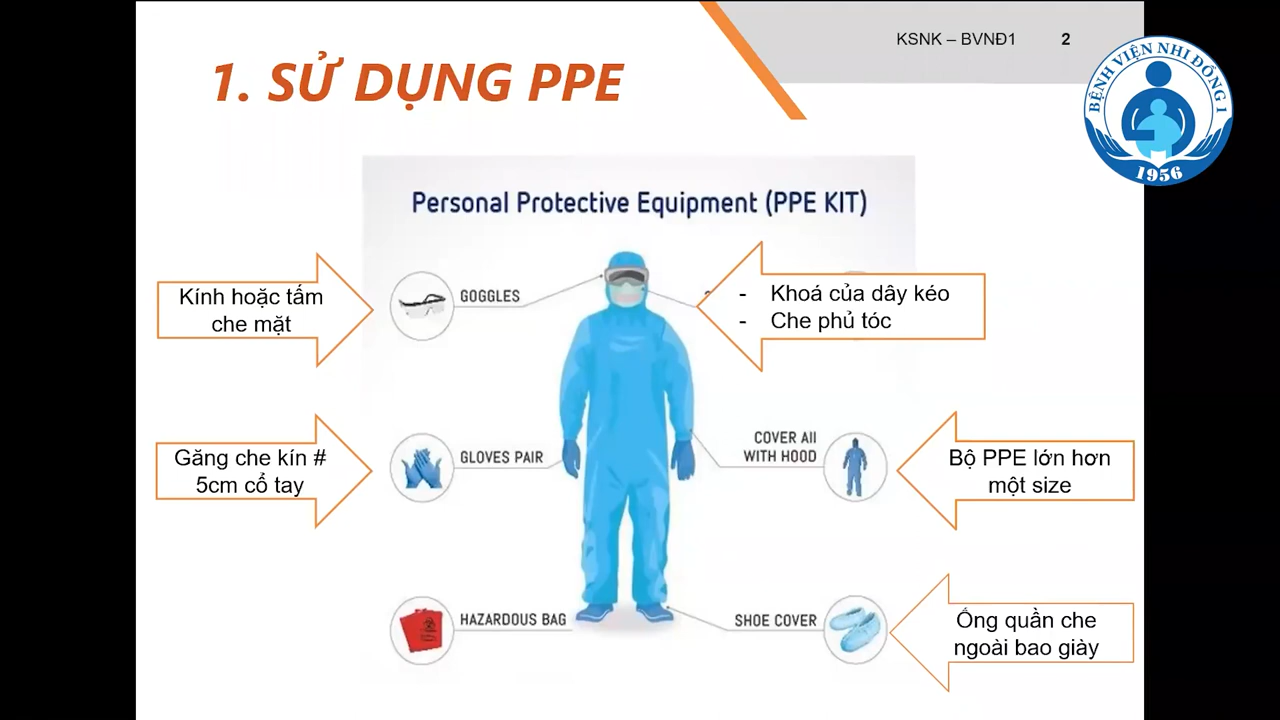 KSNK – BVNĐ1
2
BỆNH VIỆN NHI ĐỒNG 1
1956
1. SỬ DỤNG PPE
Personal Protective Equipment (PPE KIT)
Kính hoặc tấm
che mặt
GOGGLES
- Khoá của dây kéo
- Che phủ tóc
Găng che kín #
5cm cổ tay
GLOVES PAIR
COVER All
WITH HOOD
Bộ PPE lớn hơn
một size
HAZARDOUS BAG
SHOE COVER
Ống quần che
ngoài bao giày